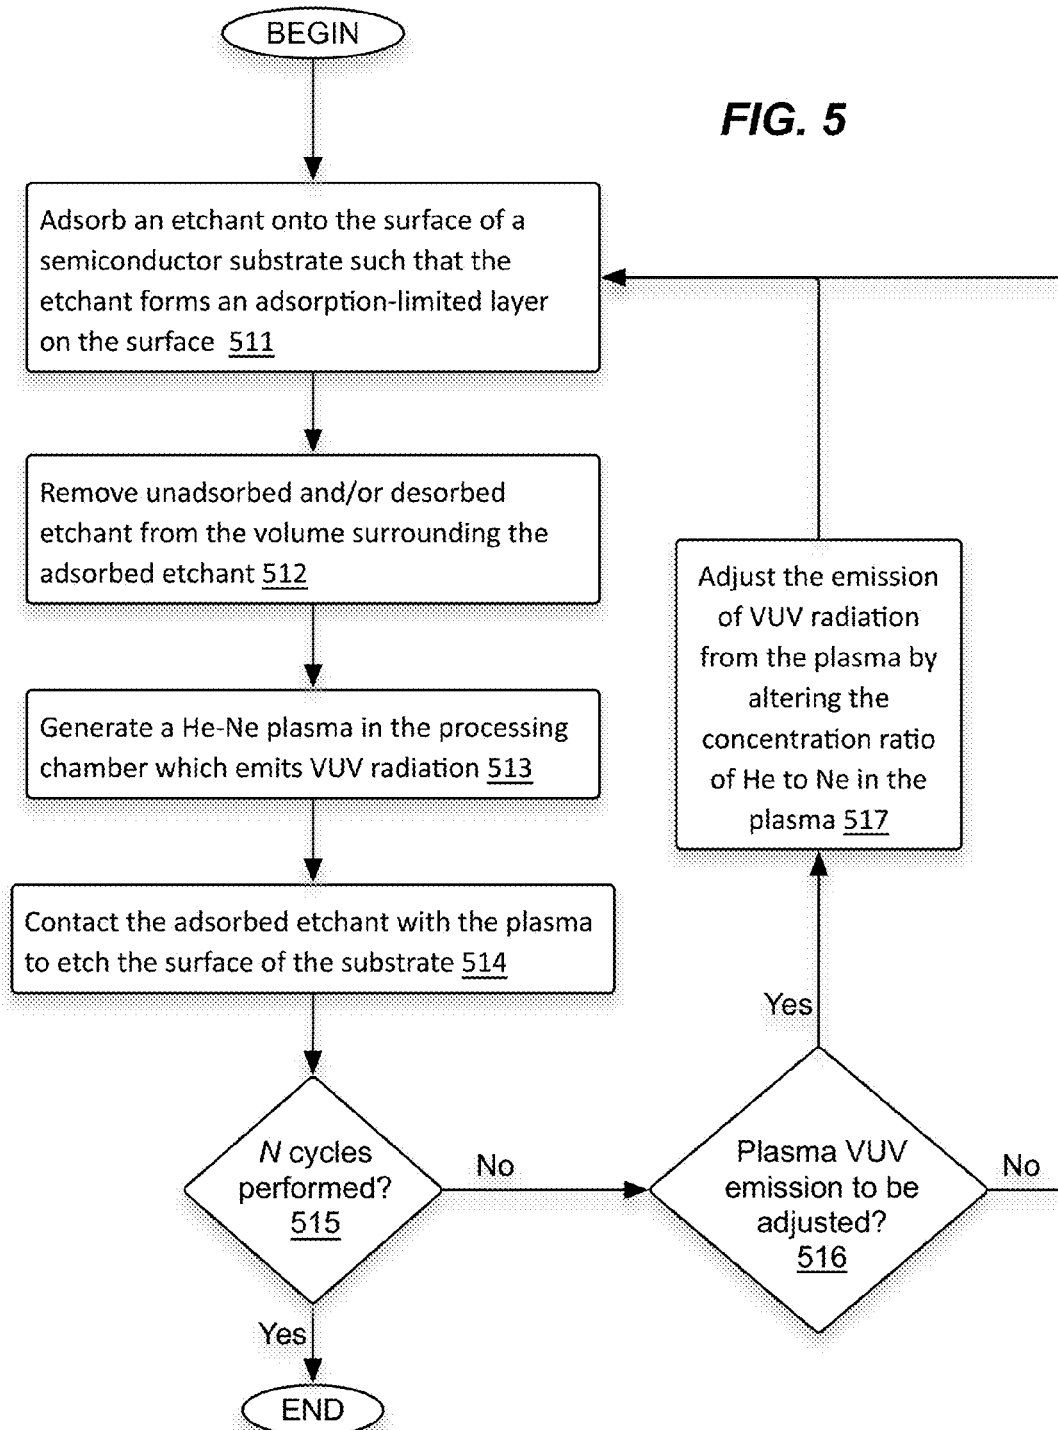 BEGIN
FIG. 5
Adsorb an etchant onto the surface of a
semiconductor substrate such that the
etchant forms an adsorption-limited layer
on the surface 511
Remove unadsorbed and/or desorbed
etchant from the volume surrounding the
adsorbed etchant 512
Generate a He-Ne plasma in the processing
chamber which emits VUV radiation 513
Contact the adsorbed etchant with the plasma
to etch the surface of the substrate 514
N cycles
performed?
515
No
Yes
END
Plasma VUV
emission to be
adjusted?
516
No
Yes
Adjust the emission
of VUV radiation
from the plasma by
altering the
concentration ratio
of He to Ne in the
plasma 517